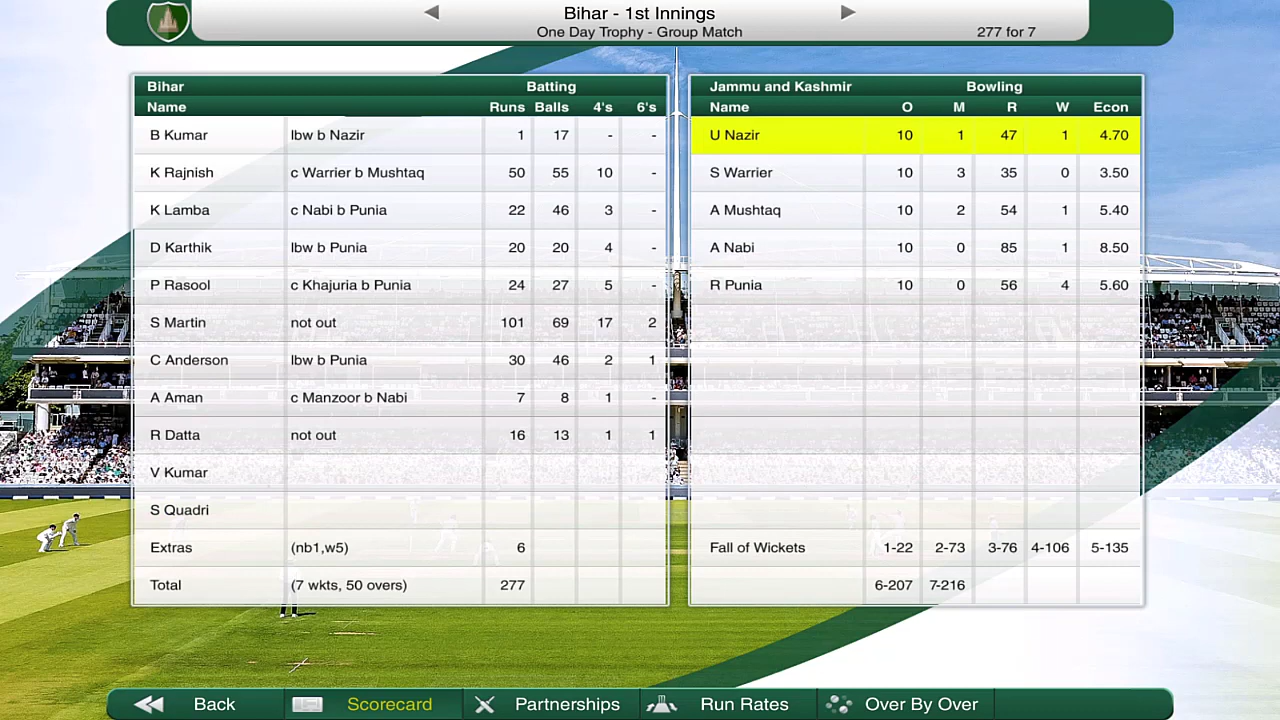 Bihar - 1st Innings
One Day Trophy - Group Match 277 for 7
Bihar Batting
Name Runs Balls 4's 6's
B Kumar lbw b Nazir 1 17 - -
K Rajnish c Warrier b Mushtaq 50 55 10 -
K Lamba c Nabi b Punia 22 46 3 -
D Karthik lbw b Punia 20 20 4 -
P Rasool c Khajuria b Punia 24 27 5 -
S Martin not out 101 69 17 2
C Anderson lbw b Punia 30 46 2 1
A Aman c Manzoor b Nabi 7 8 1 -
R Datta not out 16 13 1 1
V Kumar
S Quadri
Extras (nb1,w5) 6
Total (7 wkts, 50 overs) 277
Jammu and Kashmir Bowling
Name O M R W Econ
U Nazir 10 1 47 1 4.70
S Warrier 10 3 35 0 3.50
A Mushtaq 10 2 54 1 5.40
A Nabi 10 0 85 1 8.50
R Punia 10 0 56 4 5.60
Fall of Wickets 1-22 2-73 3-76 4-106 5-135
6-207 7-216
Back Scorecard Partnerships Run Rates Over By Over